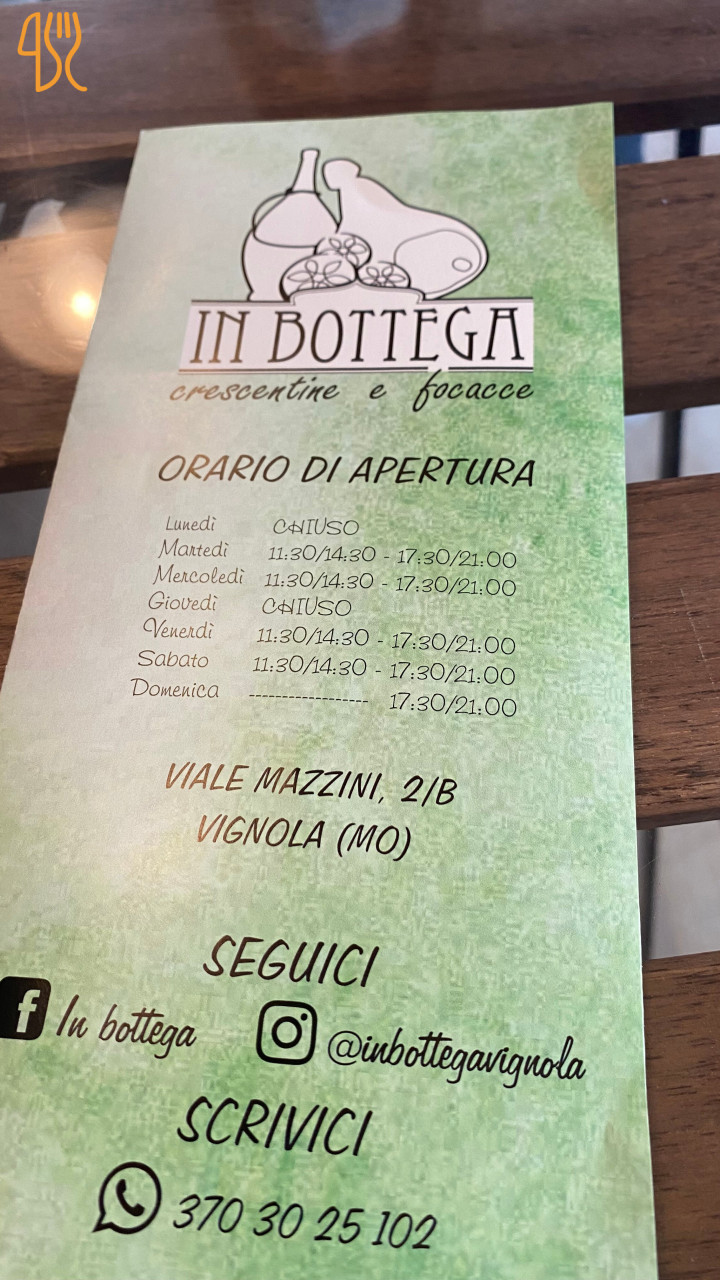 IN BOTTEGA
crescentine e focacce
ORARIO DI APERTURA
Lunedì CHIUSO
Martedì 11:30/14:30 - 17:30/21:00
Mercoledì 11:30/14:30 - 17:30/21:00
Giovedì CHIUSO
Venerdì 11:30/14:30 - 17:30/21:00
Sabato 11:30/14:30 - 17:30/21:00
Domenica ------------------ 17:30/21:00
VIALE MAZZINI, 2/B
VIGNOLA (MO)
SEGUICI
f In bottega @inbottegavignola
SCRIVICI
370 30 25 102